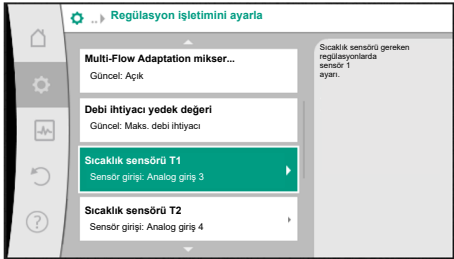 .. Regülasyon işletimini ayarla
Multi-Flow Adaptation mikser...
Güncel: Açık
Debi ihtiyacı yedek değeri
Güncel: Maks. debi ihtiyacı
Sıcaklık sensörü T1
Sensör girişi: Analog giriş 3
Sıcaklık sensörü T2
Sensör girişi: Analog giriş 4
Sıcaklık sensörü gereken
regülasyonlarda
sensör 1
ayarı.
?